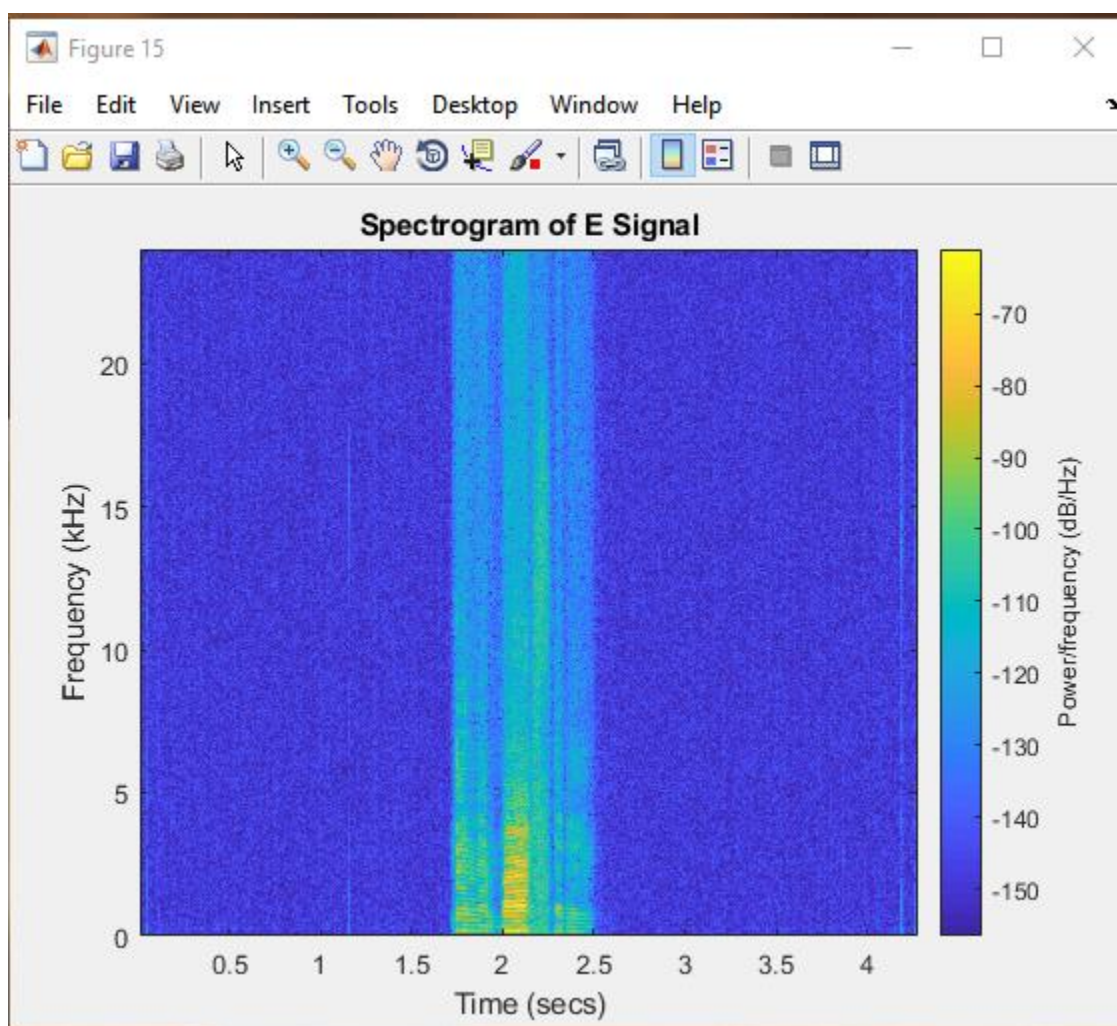 Figure 15
File Edit View Insert Tools Desktop Window Help
Spectrogram of E Signal
20
15
10
5
0
Frequency (kHz)
0.5 1 1.5 2 2.5 3 3.5 4
Time (secs)
-70
-80
-90
-100
-110
-120
-130
-140
-150
Power/frequency (dB/Hz)